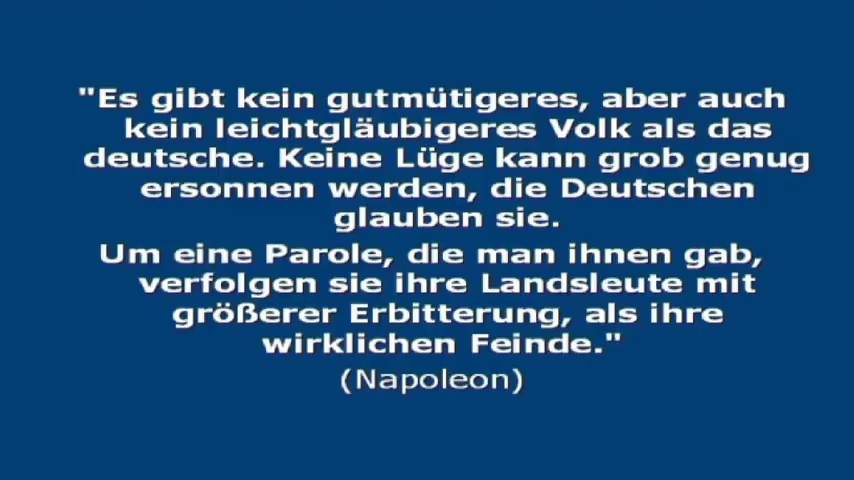 "Es gibt kein gutmütigeres, aber auch
kein leichtgläubigeres Volk als das
deutsche. Keine Lüge kann grob genug
ersonnen werden, die Deutschen
glauben sie.
Um eine Parole, die man ihnen gab,
verfolgen sie ihre Landsleute mit
größerer Erbitterung, als ihre
wirklichen Feinde."
(Napoleon)